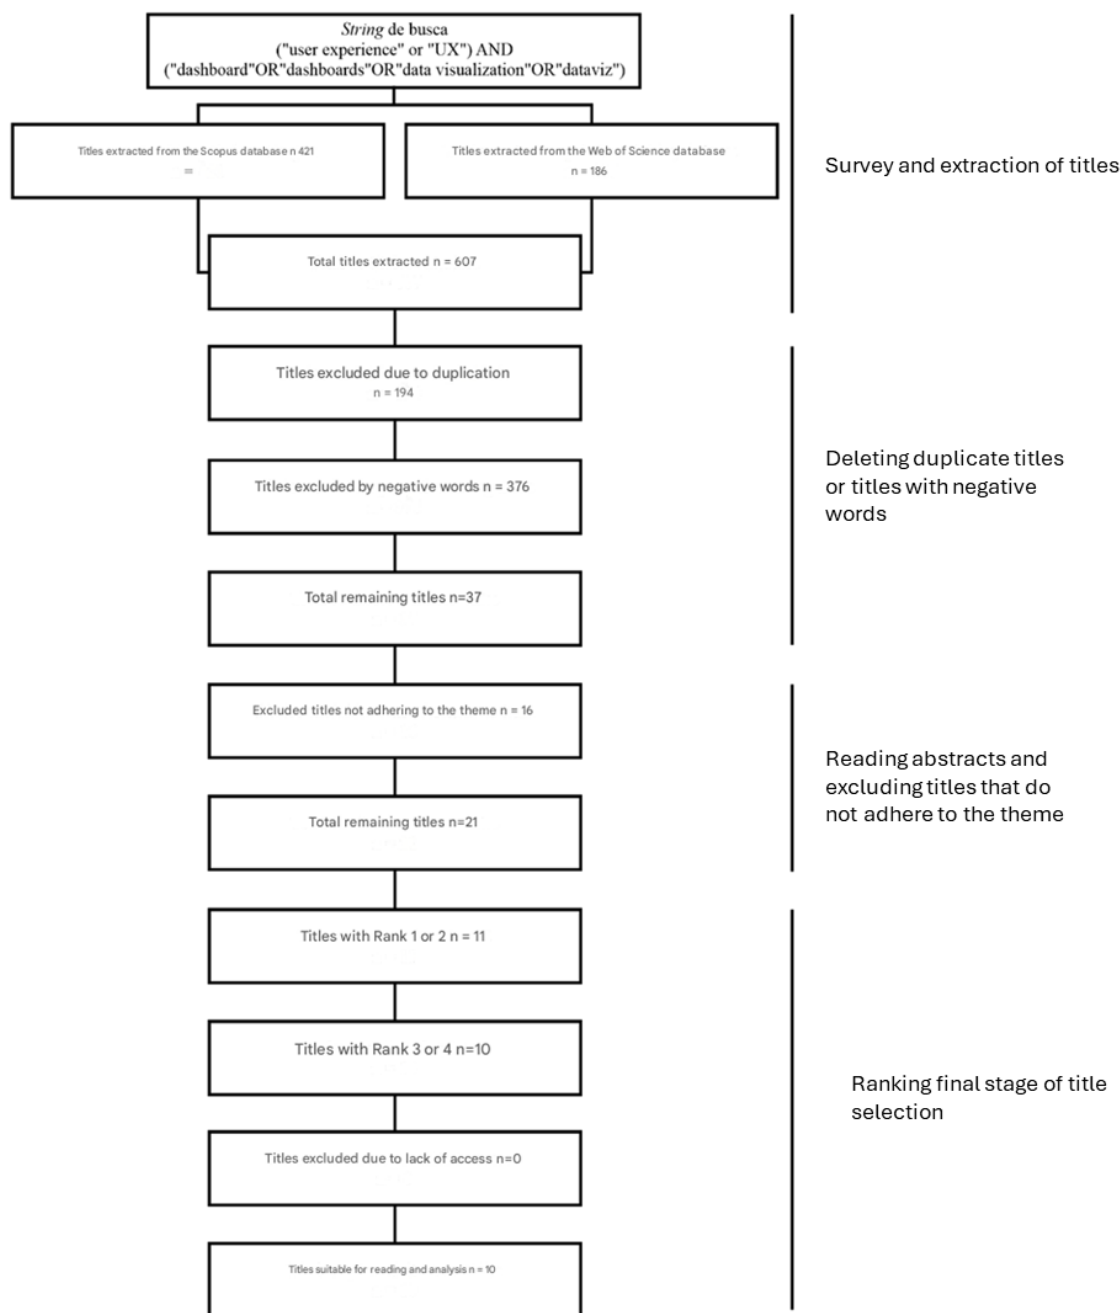 String de busca
("user experience" or "UX") AND
("dashboard"OR"dashboards"OR"data visualization"OR"dataviz")
Titles extracted from the Scopus database n 421
=
Titles extracted from the Web of Science database
n = 186
Survey and extraction of titles
Total titles extracted n = 607
Titles excluded due to duplication
n = 194
Titles excluded by negative words n = 376
Deleting duplicate titles
or titles with negative
words
Total remaining titles n=37
Excluded titles not adhering to the theme n = 16
Reading abstracts and
excluding titles that do
not adhere to the theme
Total remaining titles n=21
Titles with Rank 1 or 2 n = 11
Titles with Rank 3 or 4 n=10
Ranking final stage of title
selection
Titles excluded due to lack of access n=0
Titles suitable for reading and analysis n = 10